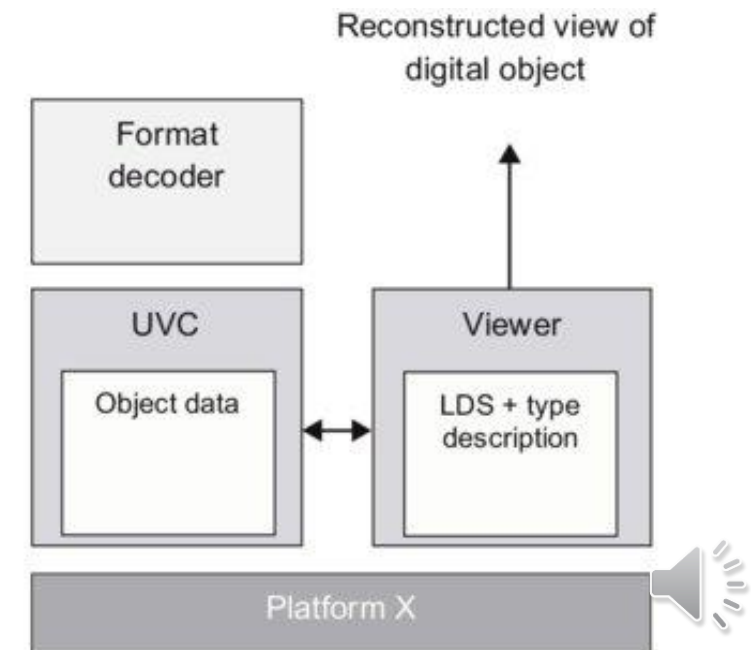 Reconstructed view of
digital object
Format
decoder
UVC
Object data
Viewer
LDS + type
description
Platform X